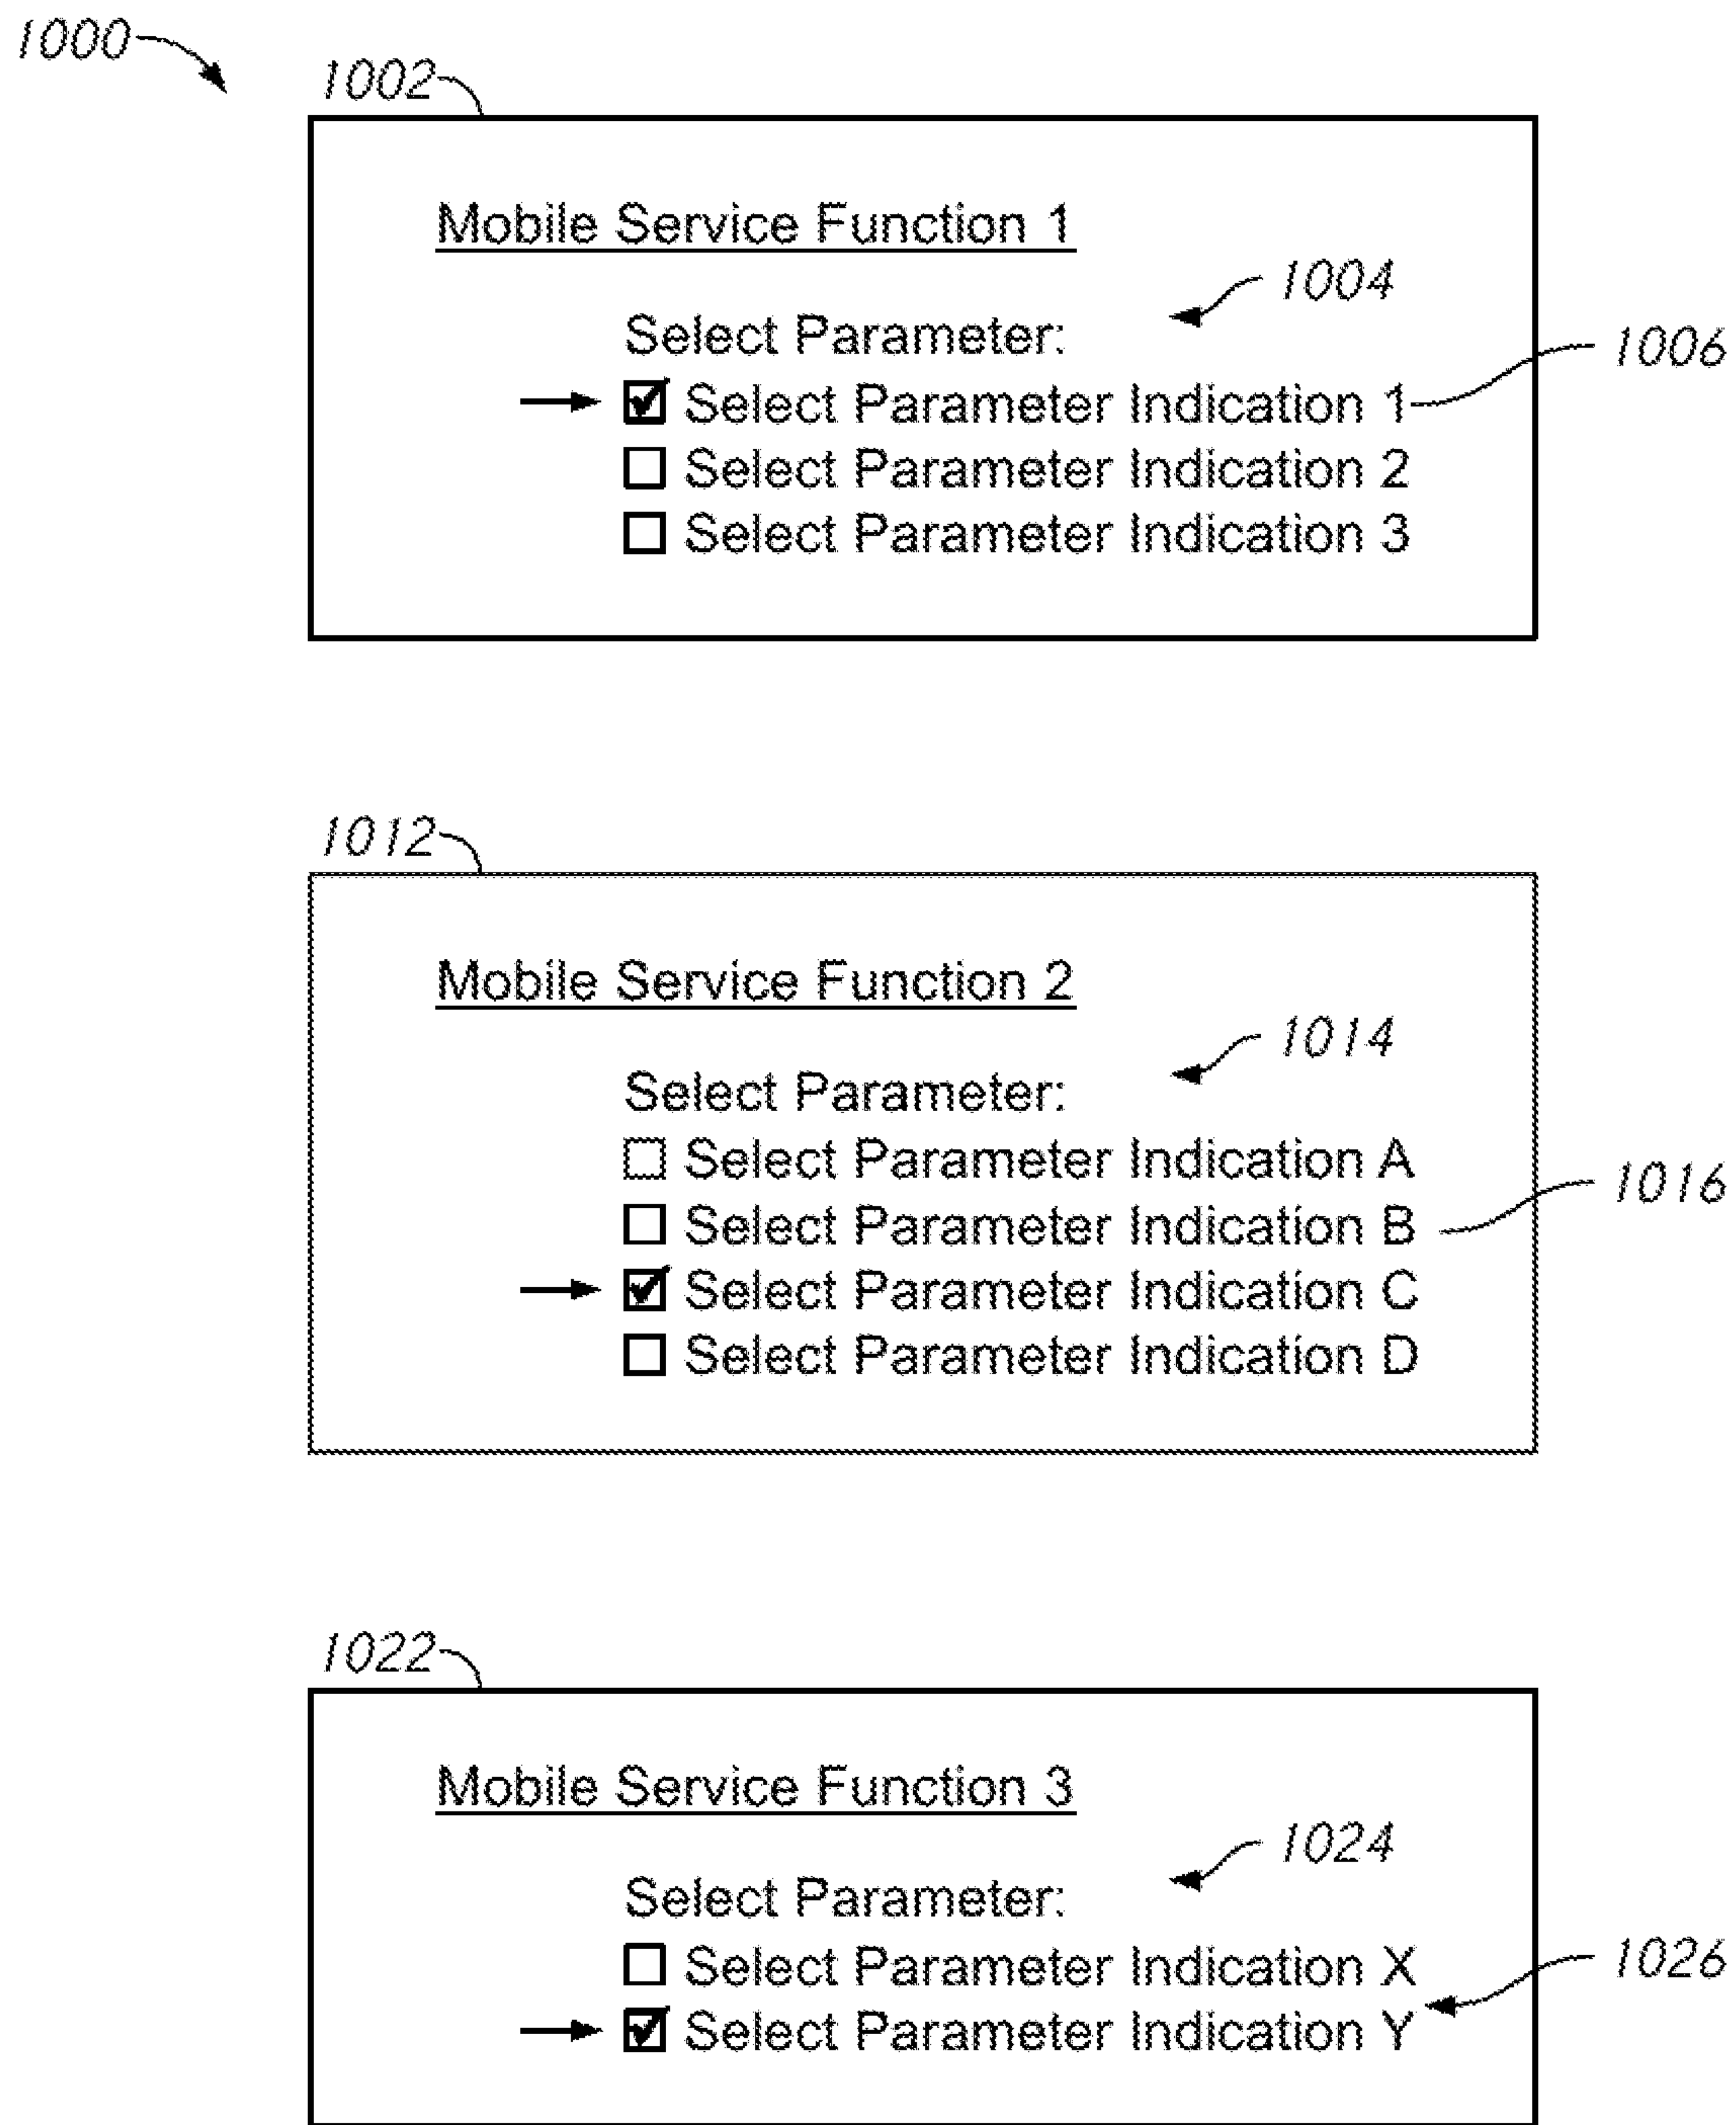 1000
1002
Mobile Service Function 1
1004
Select Parameter:
1006
Select Parameter Indication 1
Select Parameter Indication 2
Select Parameter Indication 3
1012
Mobile Service Function 2
1014
Select Parameter:
Select Parameter Indication A
1016
Select Parameter Indication B
Select Parameter Indication C
Select Parameter Indication D
1022
Mobile Service Function 3
1024
Select Parameter:
1026
Select Parameter Indication X
Select Parameter Indication Y